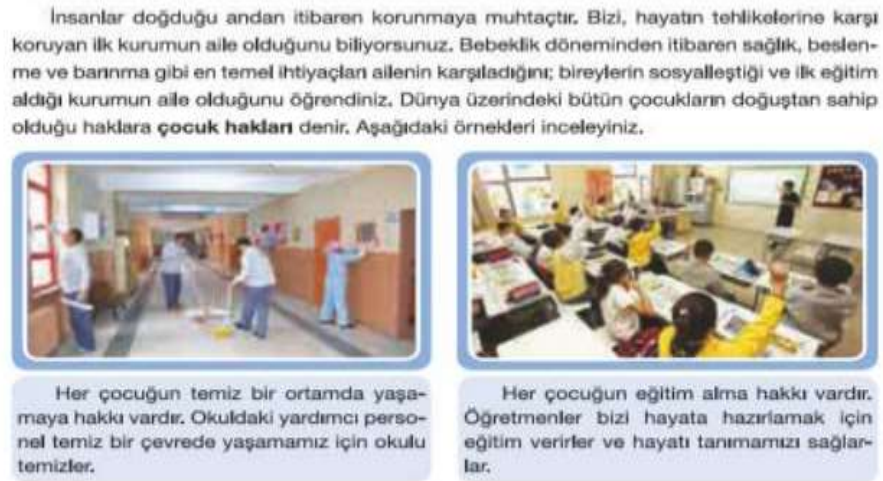 İnsanlar doğduğu andan itibaren korunmaya muhtaçtır. Bizi, hayatın tehlikelerine karşı
koruyan ilk kurumun aile olduğunu biliyorsunuz. Bebeklik döneminden itibaren sağlık, beslen-
me ve barınma gibi en temel ihtiyaçları ailenin karşıladığını; bireylerin sosyalleştiği ve ilk eğitim
aldığı kurumun aile olduğunu öğrendiniz. Dünya üzerindeki bütün çocukların doğuştan sahip
olduğu haklara çocuk hakları denir. Aşağıdaki örnekleri inceleyiniz.
Her çocuğun temiz bir ortamda yaşa-
maya hakkı vardır. Okuldaki yardımcı perso-
nel temiz bir çevrede yaşamamız için okulu
temizler.
Her çocuğun eğitim alma hakkı vardır.
Öğretmenler bizi hayata hazırlamak için
eğitim verirler ve hayatı tanımamızı sağlar-
lar.